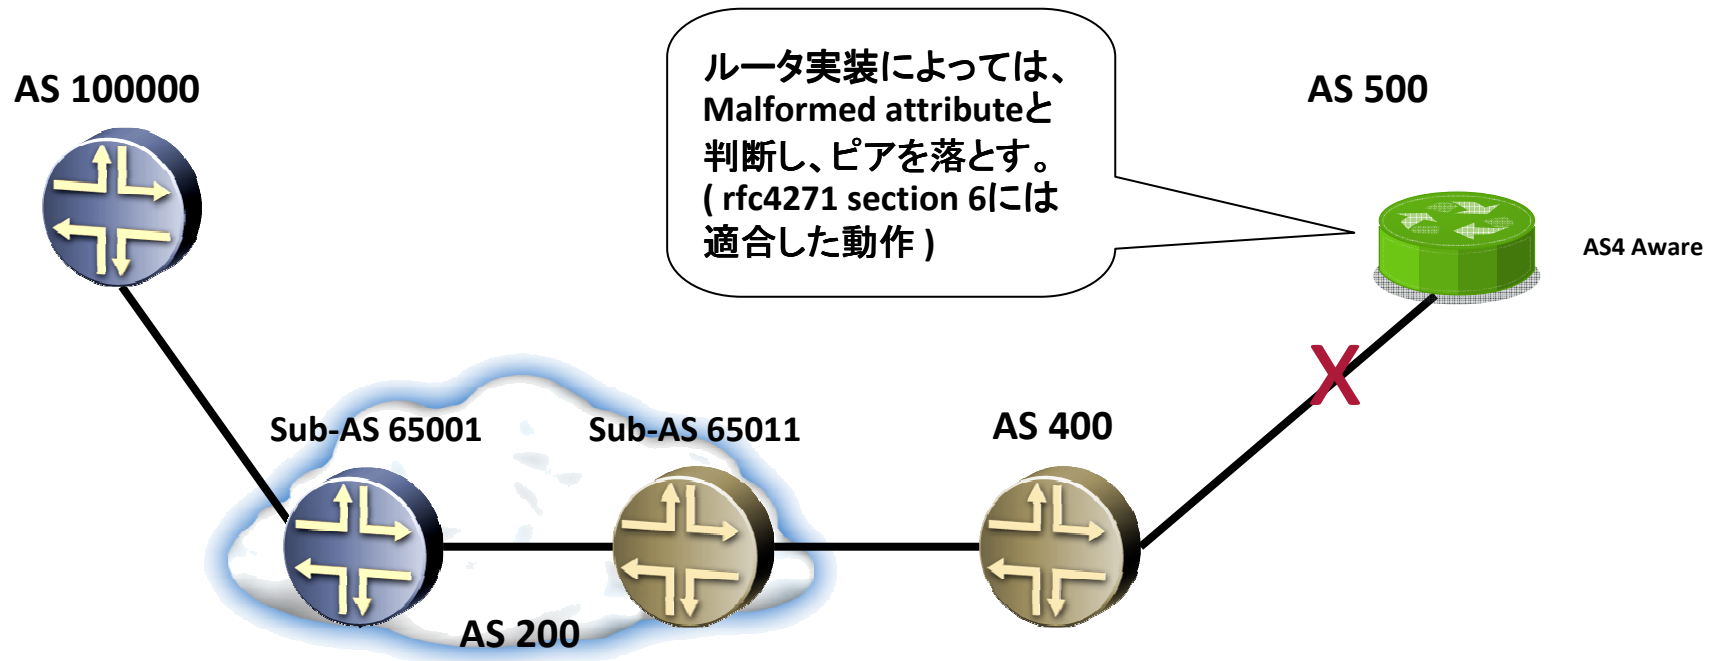 AS 100000
ルータ実装によっては、
Malformed attributeと
判断し、ピアを落とす。
( rfc4271 section 6には
適合した動作 )
AS 500
AS4 Aware
X
Sub-AS 65001
Sub-AS 65011
AS 400
AS 200